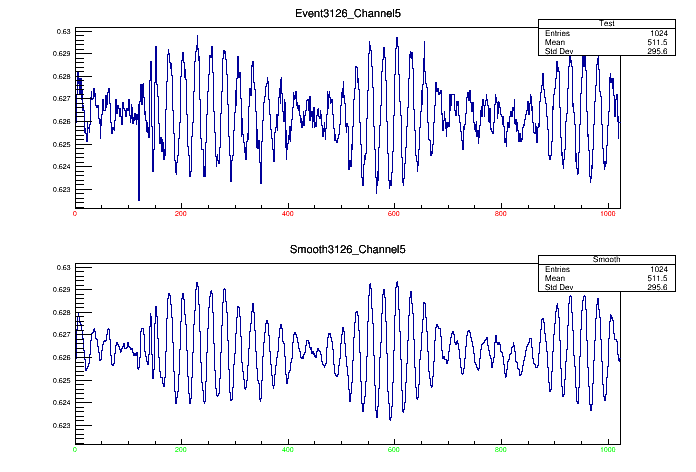 Event3126_Channel5
Test
Entries 1024
Mean 511.5
Std Dev 295.6
0.63
0.629
0.628
0.627
0.626
0.625
0.624
0.623
0 200 400 600 800 1000
Smooth3126_Channel5
Smooth
Entries 1024
Mean 511.5
Std Dev 295.6
0.63
0.629
0.628
0.627
0.626
0.625
0.624
0.623
0 200 400 600 800 1000